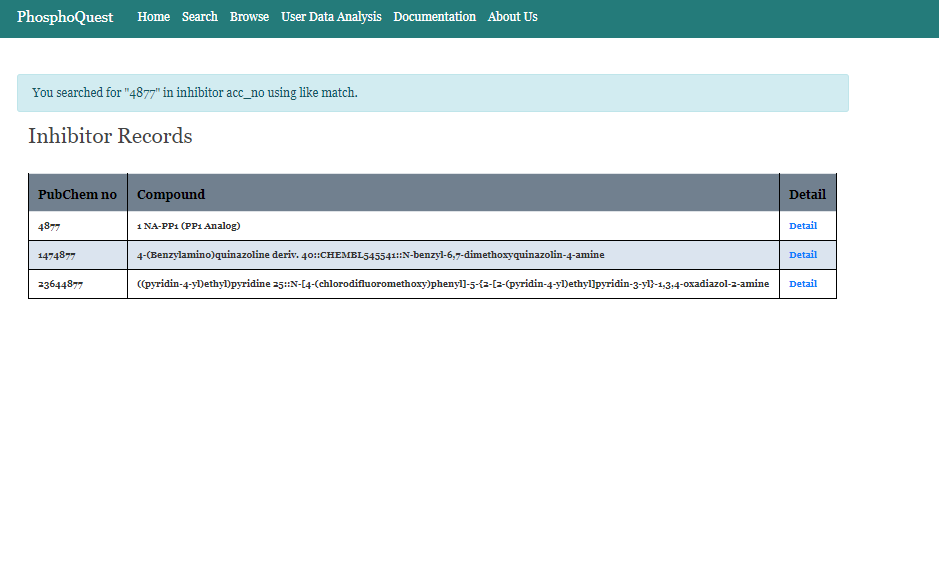 PhosphoQuest Home Search Browse User Data Analysis Documentation About Us
You searched for "4877" in inhibitor acc_no using like match.
Inhibitor Records
PubChem no Compound Detail
4877 1 NA-PP1 (PP1 Analog) Detail
1474877 4-(Benzylamino)quinazoline deriv. 40::CHEMBL545541::N-benzyl-6,7-dimethoxyquinazolin-4-amine Detail
23644877 ((pyridin-4-yl)ethyl)pyridine 25::N-[4-(chlorodifluoromethoxy)phenyl]-5-{2-[2-(pyridin-4-yl)ethyl]pyridin-3-yl}-1,3,4-oxadiazol-2-amine Detail